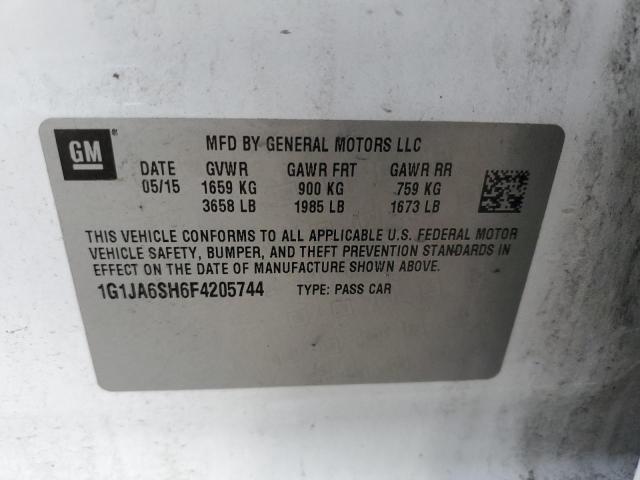 GM
MFD BY GENERAL MOTORS LLC
DATE GVWR GAWR FRT GAWR RR
05/15 1659 KG 900 KG 759 KG
3658 LB 1985 LB 1673 LB
THIS VEHICLE CONFORMS TO ALL APPLICABLE U.S. FEDERAL MOTOR
VEHICLE SAFETY, BUMPER, AND THEFT PREVENTION STANDARDS IN
EFFECT ON THE DATE OF MANUFACTURE SHOWN ABOVE.
1G1JA6SH6F4205744 TYPE: PASS CAR